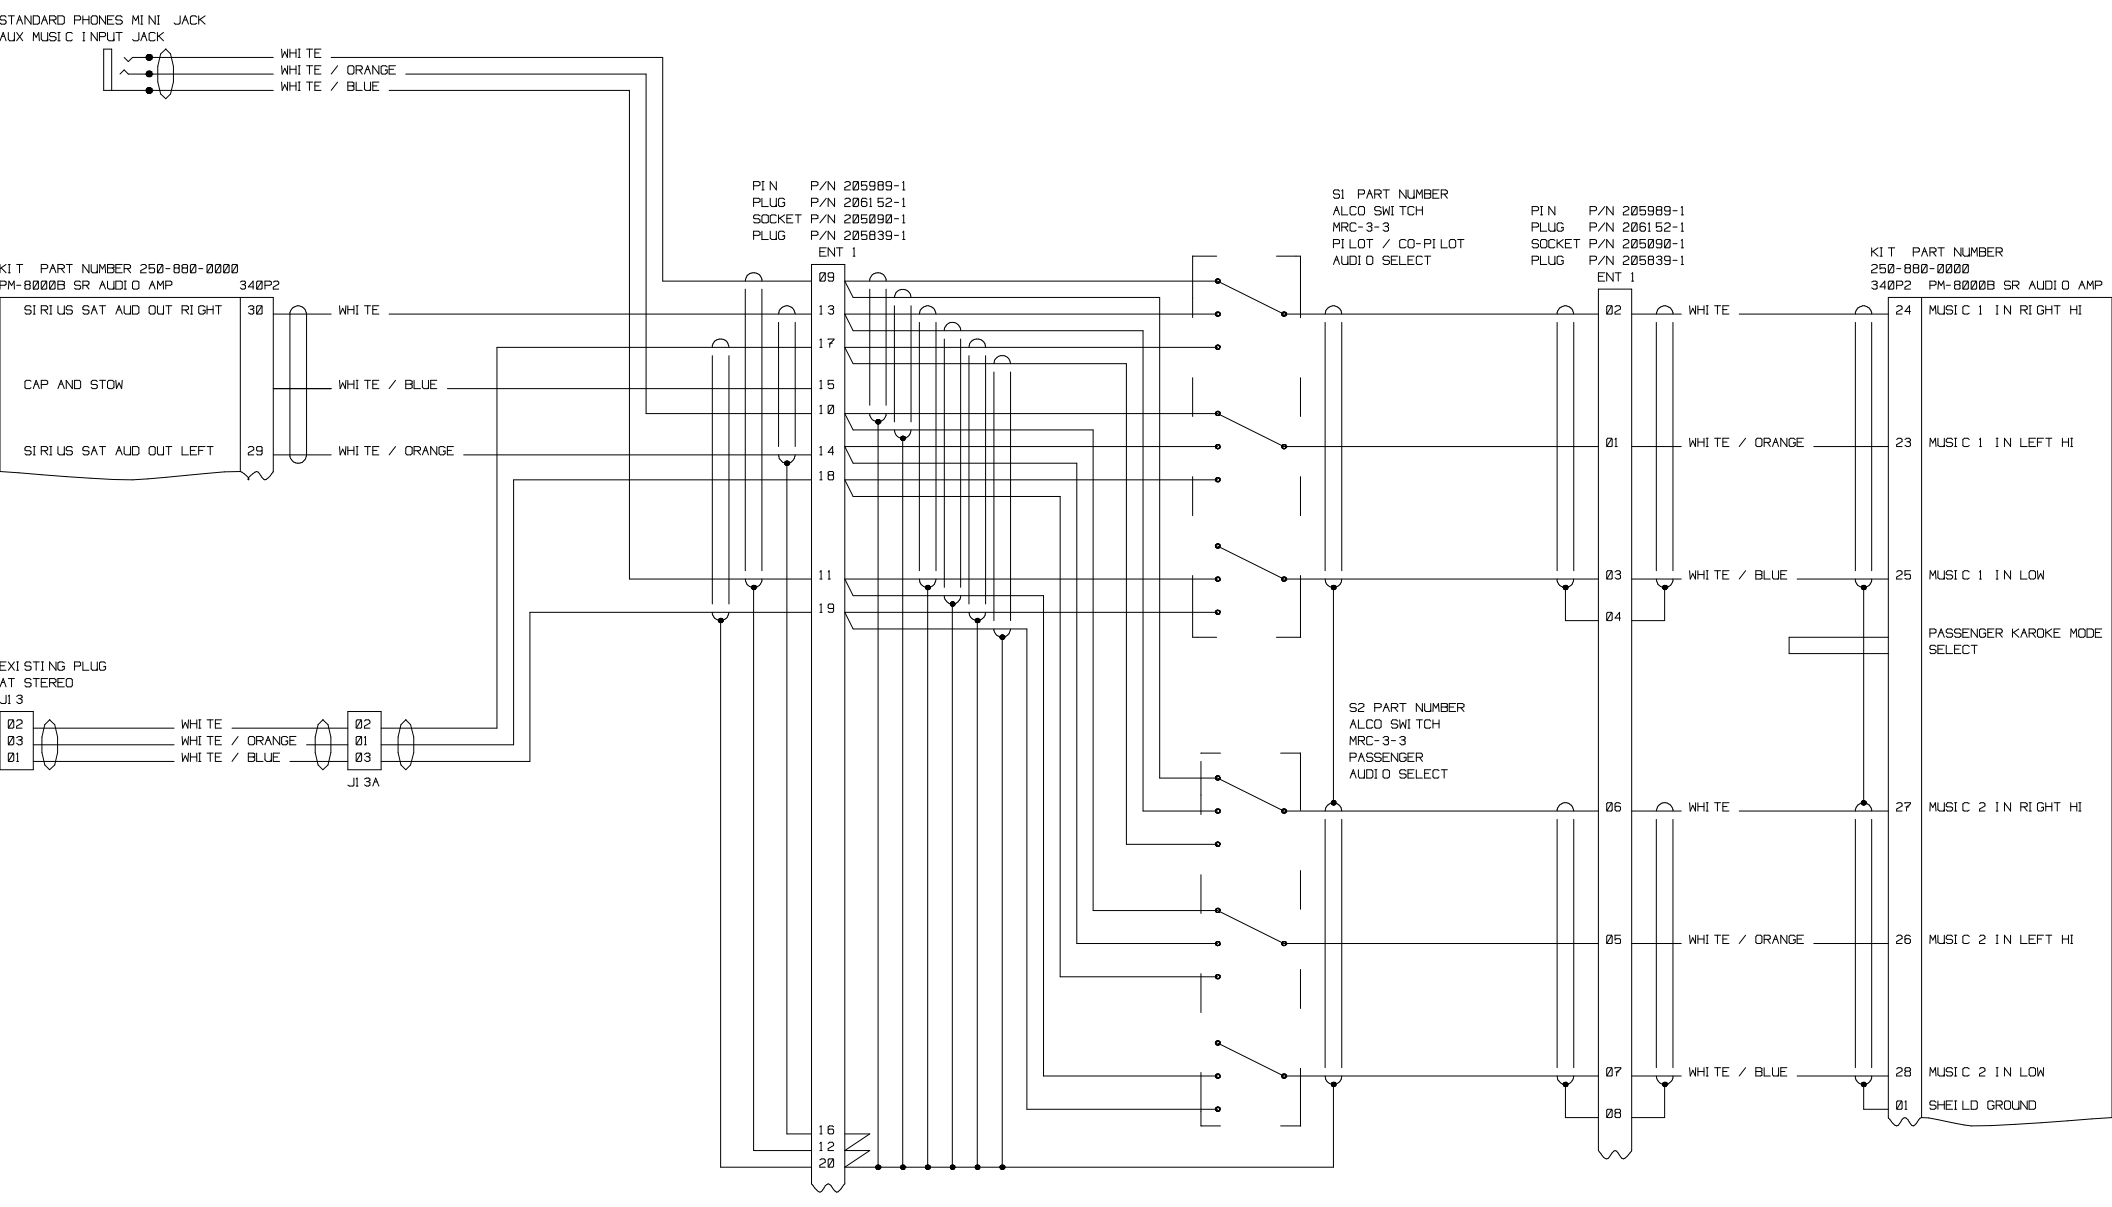 STANDARD PHONES MINI JACK
AUX MUSIC INPUT JACK
WHITE
WHITE / ORANGE
WHITE / BLUE
KIT PART NUMBER 250-880-0000
PM-8000B SR AUDIO AMP 340P2
SIRIUS SAT AUD OUT RIGHT 30 WHITE
CAP AND STOW WHITE / BLUE
SIRIUS SAT AUD OUT LEFT 29 WHITE / ORANGE
EXISTING PLUG
AT STEREO
J13
02 WHITE 02
03 WHITE / ORANGE 01
01 WHITE / BLUE 03
J13A
PIN P/N 205989-1
PLUG P/N 206152-1
SOCKET P/N 205090-1
PLUG P/N 205839-1
ENT 1
09
13
17
15
10
14
18
11
19
16
12
20
S1 PART NUMBER
ALCO SWITCH
MRC-3-3
PILOT / CO-PILOT
AUDIO SELECT
S2 PART NUMBER
ALCO SWITCH
MRC-3-3
PASSENGER
AUDIO SELECT
PIN P/N 205989-1
PLUG P/N 206152-1
SOCKET P/N 205090-1
PLUG P/N 205839-1
ENT 1
KIT PART NUMBER
250-880-0000
340P2 PM-8000B SR AUDIO AMP
02 WHITE 24 MUSIC 1 IN RIGHT HI
01 WHITE / ORANGE 23 MUSIC 1 IN LEFT HI
03 WHITE / BLUE 25 MUSIC 1 IN LOW
04
PASSENGER KAROKE MODE
SELECT
06 WHITE 27 MUSIC 2 IN RIGHT HI
05 WHITE / ORANGE 26 MUSIC 2 IN LEFT HI
07 WHITE / BLUE 28 MUSIC 2 IN LOW
08 01 SHEILD GROUND